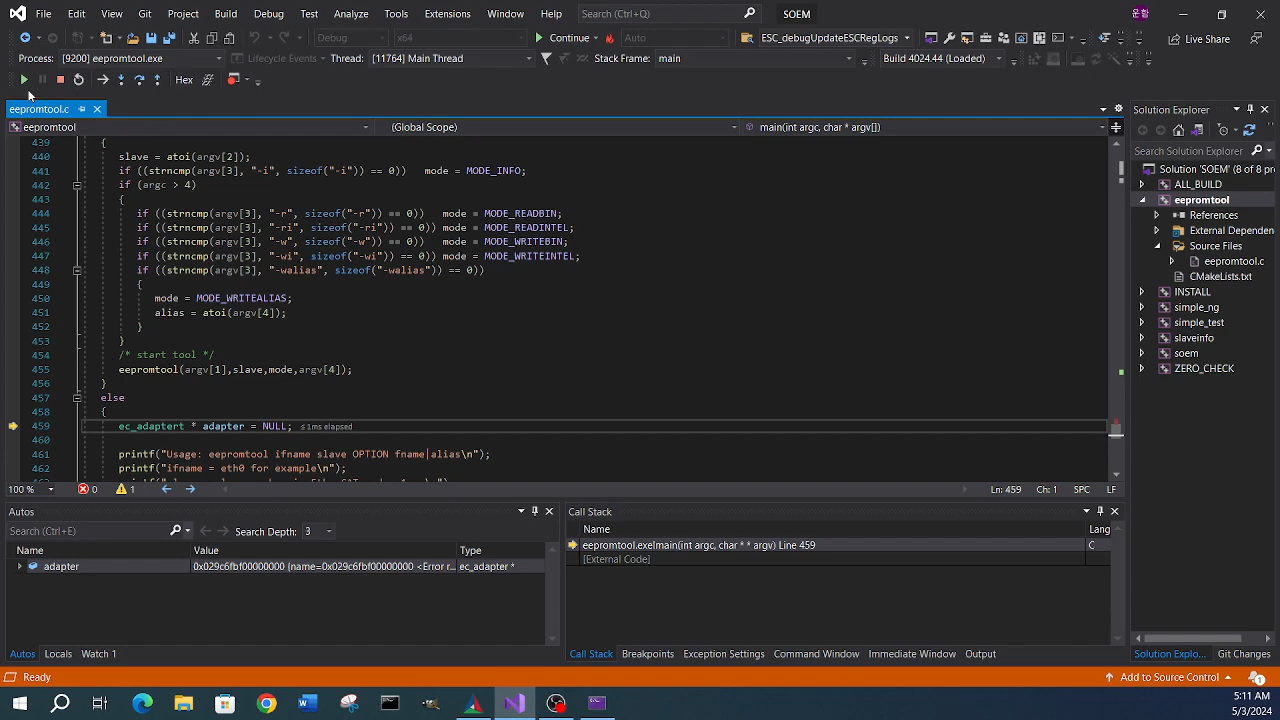 File Edit View Git Project Build Debug Test Analyze Tools Extensions Window Help Search (Ctrl+Q) SOEM 운합
Debug x64 Continue Auto ESC_debugUpdateESCRegLogs Live Share
Process: [9200] eepromtool.exe Lifecycle Events Thread: [11764] Main Thread Stack Frame: main Build 4024.44 (Loaded)
Hex
eepromtool.c
eepromtool (Global Scope) main(int argc, char * argv[])
439 {
440 slave = atoi(argv[2]);
441 if ((strncmp(argv[3], "-i", sizeof("-i")) == 0)) mode = MODE_INFO;
442 if (argc > 4)
443 {
444 if ((strncmp(argv[3], "-r", sizeof("-r")) == 0)) mode = MODE_READBIN;
445 if ((strncmp(argv[3], "-ri", sizeof("-ri")) == 0)) mode = MODE_READINTEL;
446 if ((strncmp(argv[3], "-w", sizeof("-w")) == 0)) mode = MODE_WRITEBIN;
447 if ((strncmp(argv[3], "-wi", sizeof("-wi")) == 0)) mode = MODE_WRITEINTEL;
448 if ((strncmp(argv[3], "-walias", sizeof("-walias")) == 0))
449 {
450 mode = MODE_WRITEALIAS;
451 alias = atoi(argv[4]);
452 }
453 }
454 /* start tool */
455 eepromtool(argv[1],slave,mode,argv[4]);
456 }
457 else
458 {
459 ec_adaptert * adapter = NULL; ≤1ms elapsed
460
461 printf("Usage: eepromtool ifname slave OPTION fname|alias\n");
462 printf("ifname = eth0 for example\n");
100 % 0 1 Ln: 459 Ch: 1 SPC LF
Solution Explorer
Search Solution Explorer
Solution 'SOEM' (8 of 8 pr
ALL_BUILD
eepromtool
References
External Dependen
Source Files
eepromtool.c
CMakeLists.txt
INSTALL
simple_ng
simple_test
slaveinfo
soem
ZERO_CHECK
Autos
Search (Ctrl+E) Search Depth: 3
Name Value Type
adapter 0x029c6fbf00000000 {name=0x029c6fbf00000000 <Error r... ec_adapter *
Autos Locals Watch 1
Call Stack
Name Lang
eepromtool.exe!main(int argc, char * * argv) Line 459 C
[External Code]
Call Stack Breakpoints Exception Settings Command Window Immediate Window Output
Solution Explo... Git Changes
Ready Add to Source Control 1
5:11 AM
5/3/2024